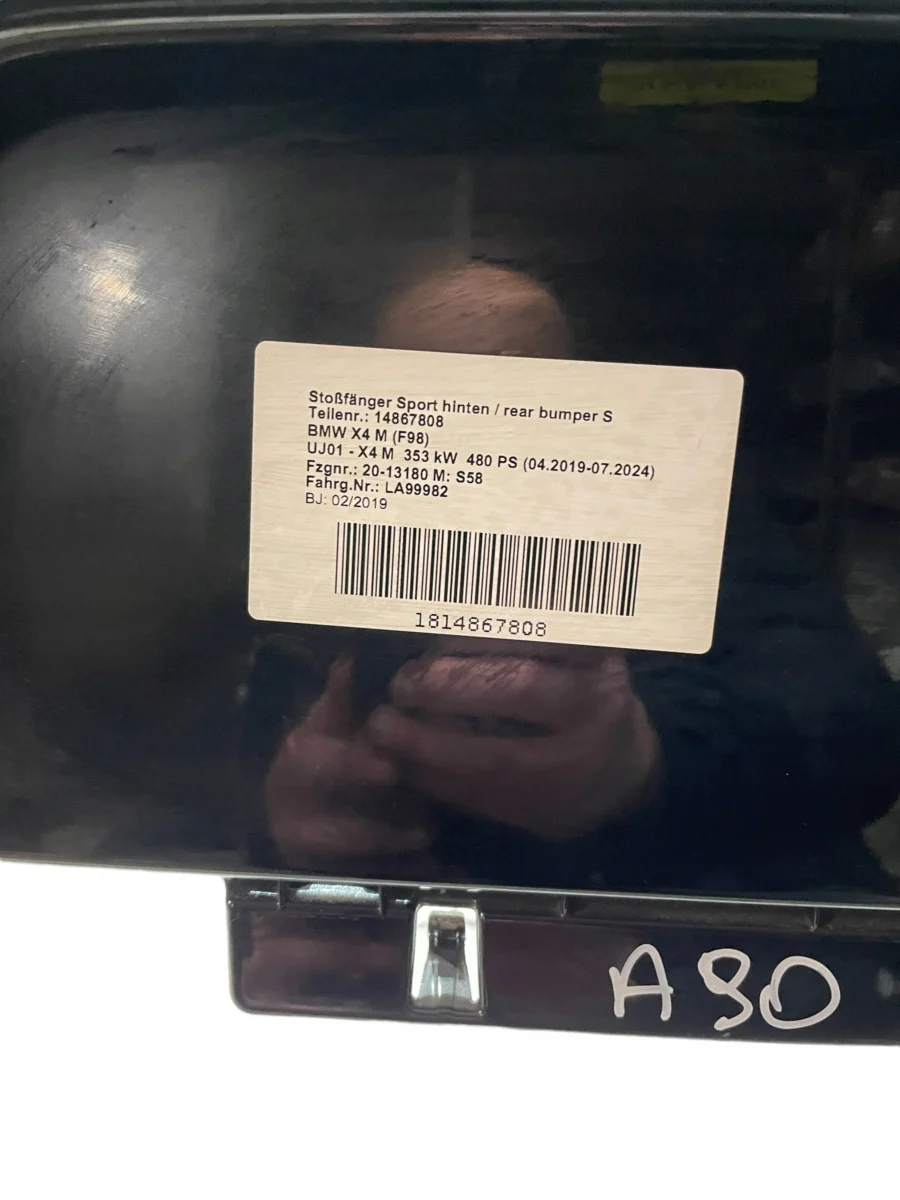 Stoßfänger Sport hinten / rear bumper S
Teilenr.: 14867808
BMW X4 M (F98)
UJ01 - X4 M  353 kW  480 PS (04.2019-07.2024)
Fzgnr.: 20-13180 M: S58
Fahrg.Nr.: LA99982
BJ: 02/2019
1814867808
A90